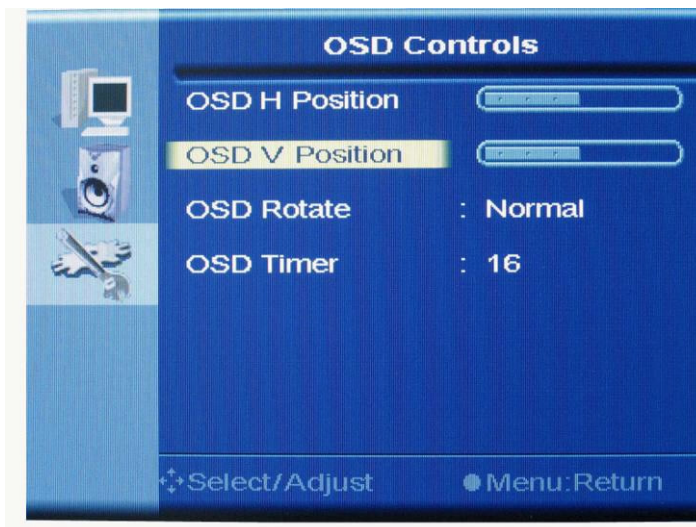 OSD Controls
OSD H Position
OSD V Position
OSD Rotate : Normal
OSD Timer : 16
Select/Adjust Menu:Return